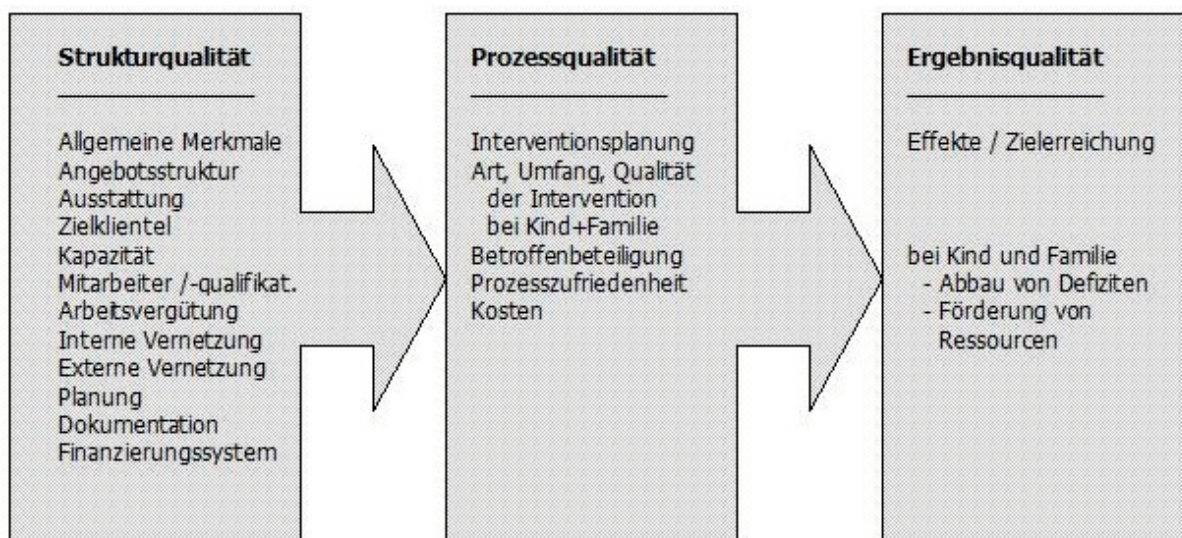 Strukturqualität
Allgemeine Merkmale
Angebotsstruktur
Ausstattung
Zielklientel
Kapazität
Mitarbeiter /-qualifikat.
Arbeitsvergütung
Interne Vernetzung
Externe Vernetzung
Planung
Dokumentation
Finanzierungssystem
Prozessqualität
Interventionsplanung
Art, Umfang, Qualität
der Intervention
bei Kind+Familie
Betroffenbeteiligung
Prozesszufriedenheit
Kosten
Ergebnisqualität
Effekte / Zielerreichung
bei Kind und Familie
- Abbau von Defiziten
- Förderung von
Ressourcen